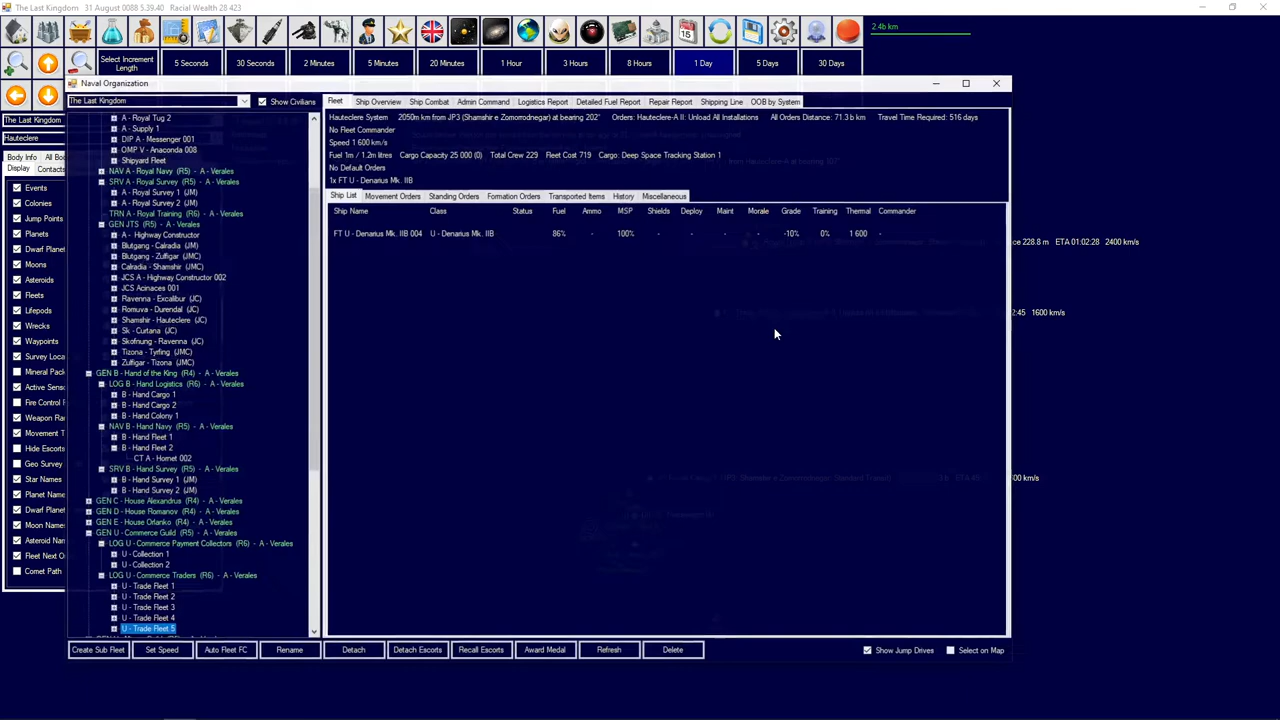 The Last Kingdom   31 August 0088 5.39.40   Racial Wealth 28 423
2.4b km
Select Increment Length
5 Seconds
30 Seconds
2 Minutes
5 Minutes
20 Minutes
1 Hour
3 Hours
8 Hours
1 Day
5 Days
30 Days
Naval Organization
The Last Kingdom
Show Civilians
Fleet
Ship Overview
Ship Combat
Admin Command
Logistics Report
Detailed Fuel Report
Repair Report
Shipping Line
OOB by System
The Last Kingdom
Hauteclere
Body Info
All Bo
Display
Contacts
Events
Colonies
Jump Points
Planets
Dwarf Plane
Moons
Asteroids
Fleets
Lifepods
Wrecks
Waypoints
Survey Loca
Mineral Pack
Active Sens
Fire Control F
Weapon Ra
Movement T
Hide Escorts
Geo Survey
Star Names
Planet Name
Dwarf Planet
Moon Name
Asteroid Nam
Fleet Next O
Comet Path
A - Royal Tug 2
A - Supply 1
DIP A - Messenger 001
OMP V - Anaconda 008
Shipyard Fleet
NAV A - Royal Navy (R5) - A - Verales
SRV A - Royal Survey (R5) - A - Verales
A - Royal Survey 1 (JM)
A - Royal Survey 2 (JM)
TRN A - Royal Training (R6) - A - Verales
GEN JTS (R5) - A - Verales
A - Highway Constructor
Blutgang - Calradia (JM)
Blutgang - Zulfigar (JMC)
Calradia - Shamshir (JM)
JCS A - Highway Constructor 002
JCS Acinaces 001
Ravenna - Excalibur (JC)
Romuva - Durendal (JC)
Shamshir - Hauteclere (JC)
Sk - Curtana (JC)
Skofnung - Ravenna (JC)
Tizona - Tyrfing (JMC)
Zulfigar - Tizona (JMC)
GEN B - Hand of the King (R4) - A - Verales
LOG B - Hand Logistics (R6) - A - Verales
B - Hand Cargo 1
B - Hand Cargo 2
B - Hand Colony 1
NAV B - Hand Navy (R5) - A - Verales
B - Hand Fleet 1
B - Hand Fleet 2
CT A - Hornet 002
SRV B - Hand Survey (R5) - A - Verales
B - Hand Survey 1 (JM)
B - Hand Survey 2 (JM)
GEN C - House Alexandrus (R4) - A - Verales
GEN D - House Romanov (R4) - A - Verales
GEN E - House Orlanko (R4) - A - Verales
GEN U - Commerce Guild (R5) - A - Verales
LOG U - Commerce Payment Collectors (R6) - A - Verales
U - Collection 1
U - Collection 2
LOG U - Commerce Traders (R6) - A - Verales
U - Trade Fleet 1
U - Trade Fleet 2
U - Trade Fleet 3
U - Trade Fleet 4
U - Trade Fleet 5
Hauteclere System   2050m km from JP3 (Shamshir e Zomorrodnegar) at bearing 202°   Orders: Hauteclere-A II: Unload All Installations   All Orders Distance: 71.3 b km   Travel Time Required: 516 days
No Fleet Commander
Speed 1 600 km/s
Fuel 1m / 1.2m litres   Cargo Capacity 25 000 (0)   Total Crew 229   Fleet Cost 719   Cargo: Deep Space Tracking Station 1
No Default Orders
1x FT U - Denarius Mk. IIB
Ship List
Movement Orders
Standing Orders
Formation Orders
Transported Items
History
Miscellaneous
Ship Name   Class   Status   Fuel   Ammo   MSP   Shields   Deploy   Maint   Morale   Grade   Training   Thermal   Commander
FT U - Denarius Mk. IIB 004   U - Denarius Mk. IIB   86%   -   100%   -   -   -   -   -10%   0%   1 600   -
ce 228.8 m   ETA 01:02:28   2400 km/s
2:45   1600 km/s
00 km/s
Create Sub Fleet
Set Speed
Auto Fleet FC
Rename
Detach
Detach Escorts
Recall Escorts
Award Medal
Refresh
Delete
Show Jump Drives
Select on Map